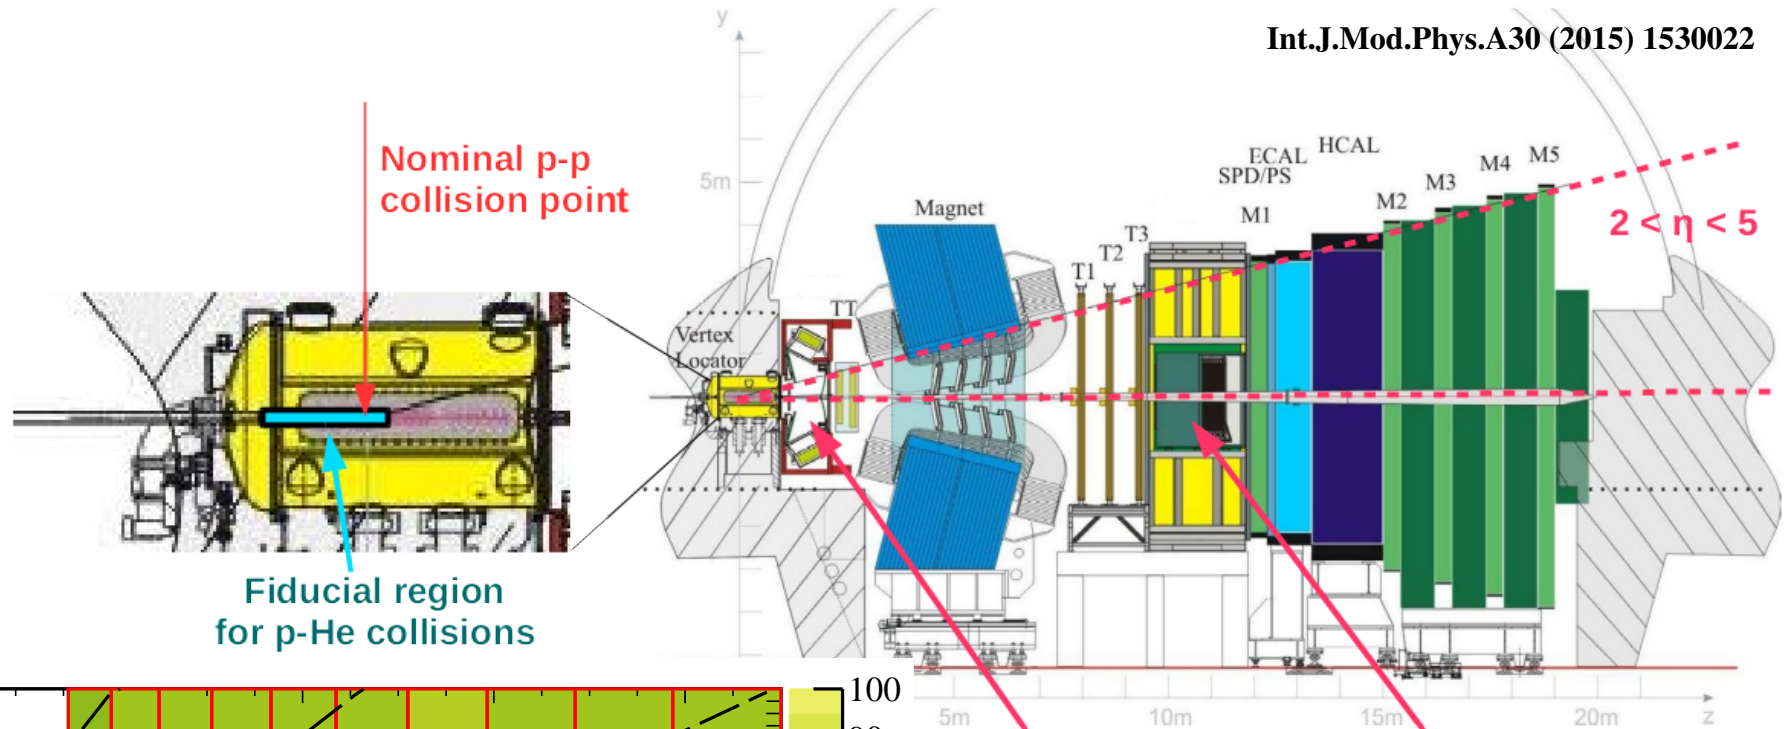 y
Int.J.Mod.Phys.A30 (2015) 1530022
Nominal p-p
collision point
5m
Magnet
T1
T2
T3
SPD/PS
ECAL
HCAL
M1
M2
M3
M4
M5
2 < η < 5
Vertex
Locator
TT
Fiducial region
for p-He collisions
100
5m
10m
15m
20m
z